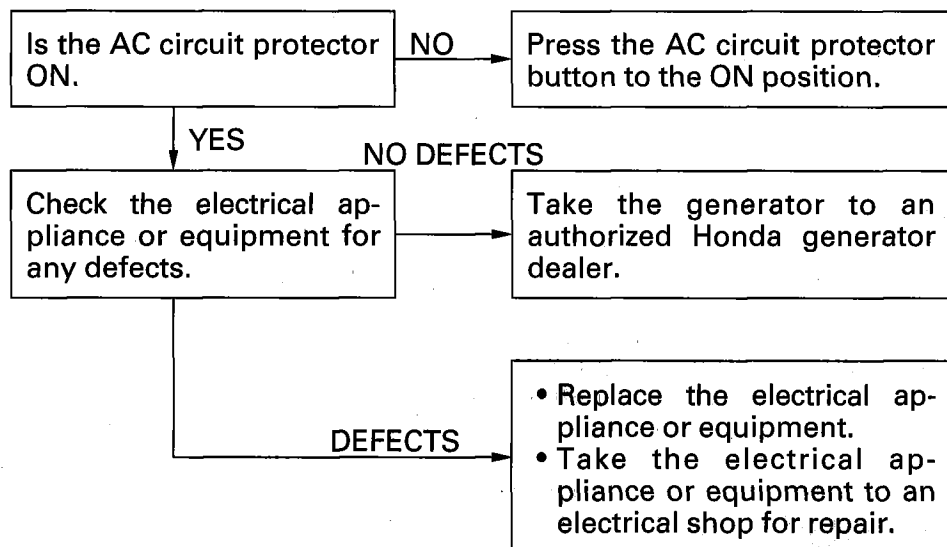 Is the AC circuit protector
ON.
NO
Press the AC circuit protector
button to the ON position.
YES
NO DEFECTS
Check the electrical ap-
pliance or equipment for
any defects.
Take the generator to an
authorized Honda generator
dealer.
DEFECTS
• Replace the electrical ap-
pliance or equipment.
• Take the electrical ap-
pliance or equipment to an
electrical shop for repair.